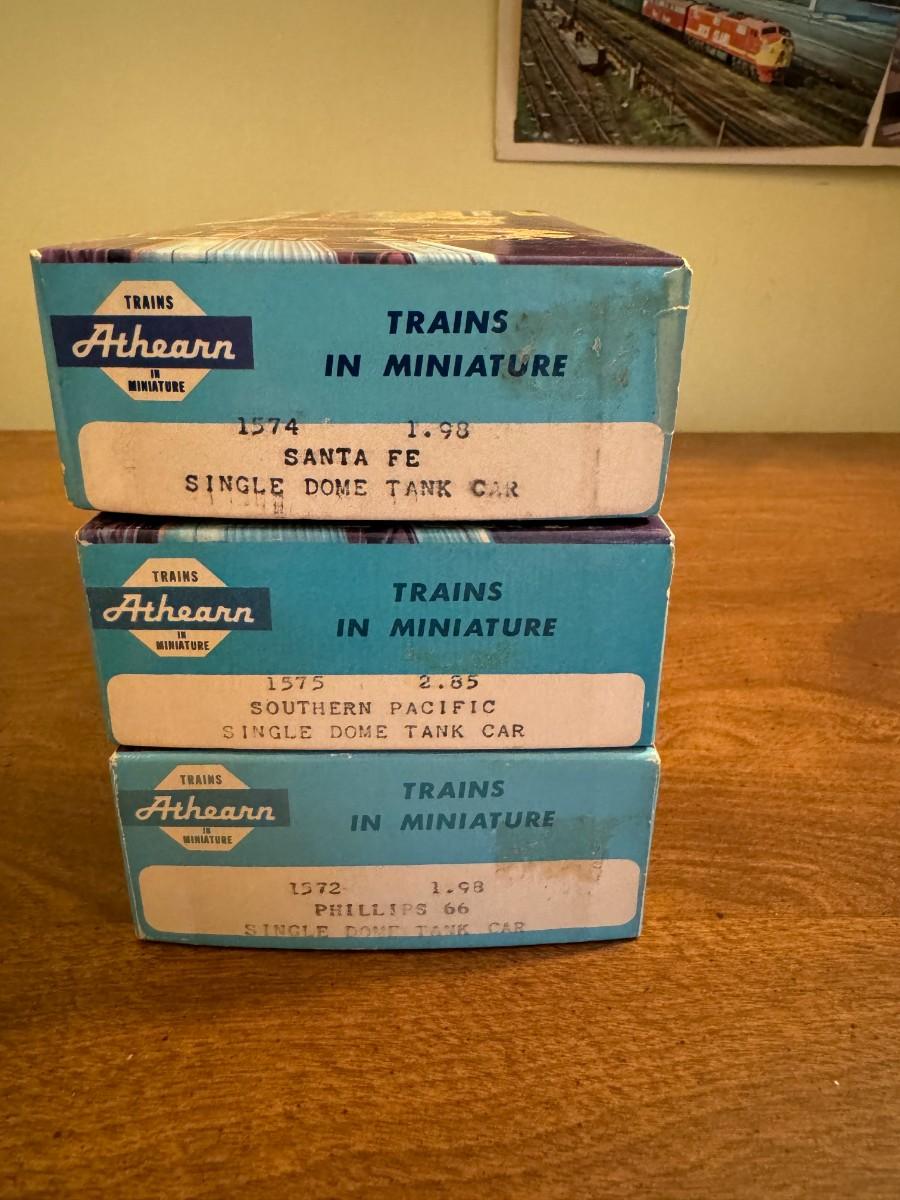 TRAINS
Athearn
IN
MINIATURE
TRAINS
IN MINIATURE
1574 1.98
SANTA FE
SINGLE DOME TANK CAR
TRAINS
Athearn
IN
MINIATURE
TRAINS
IN MINIATURE
1575 2.85
SOUTHERN PACIFIC
SINGLE DOME TANK CAR
TRAINS
Athearn
IN
MINIATURE
TRAINS
IN MINIATURE
1572 1.98
PHILLIPS 66
SINGLE DOME TANK CAR